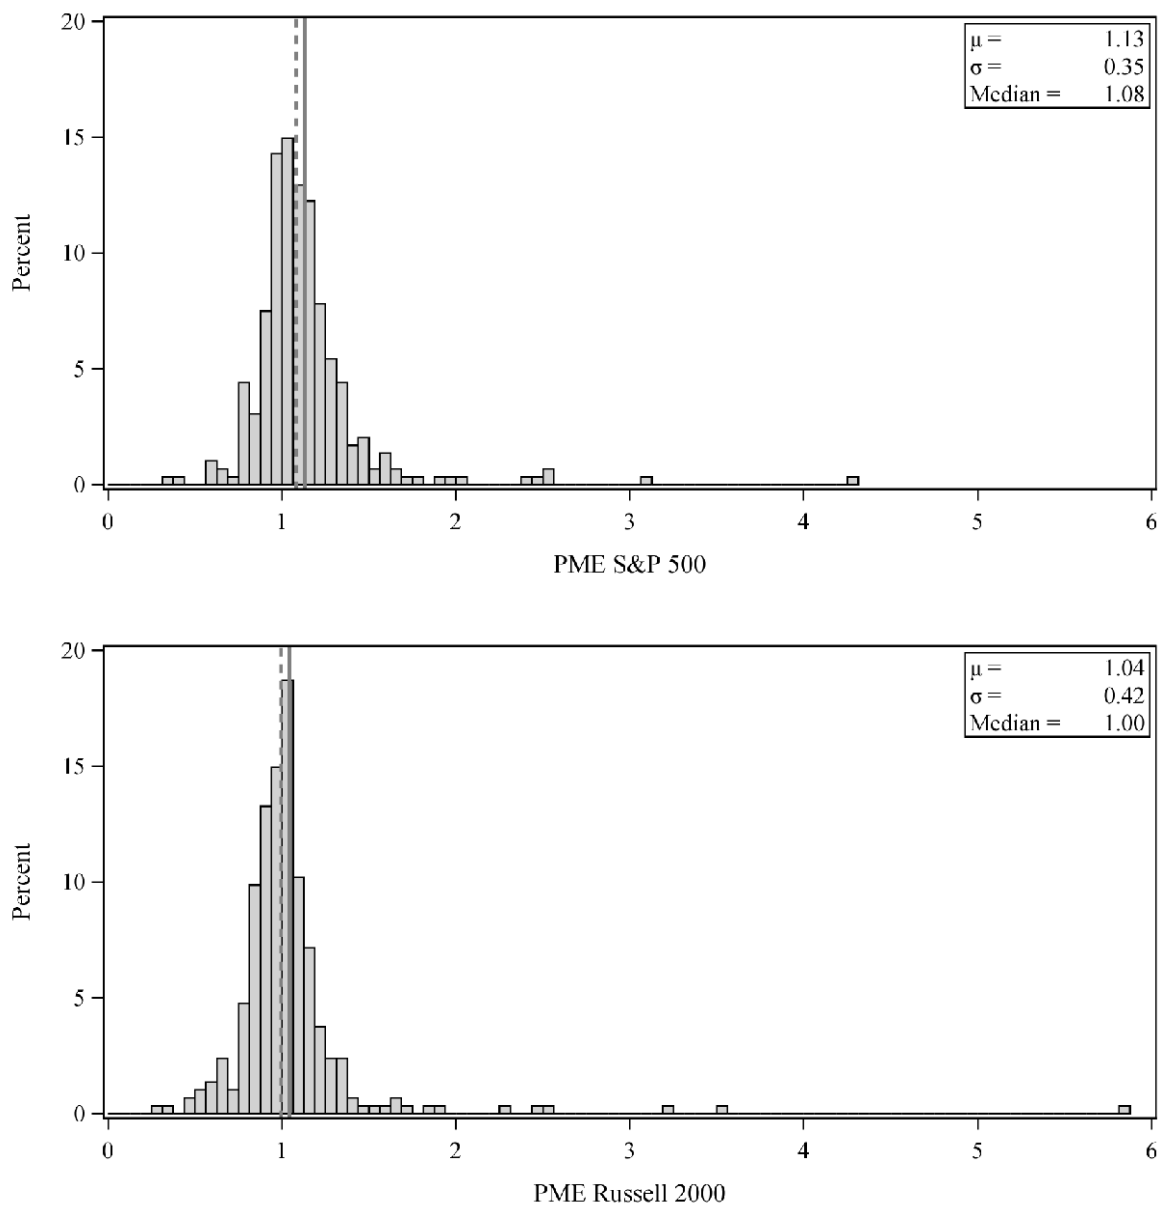 20
15
10
5
0
Percent
μ = 1.13
σ = 0.35
Median = 1.08
0 1 2 3 4 5 6
PME S&P 500
20
15
10
5
0
Percent
μ = 1.04
σ = 0.42
Median = 1.00
0 1 2 3 4 5 6
PME Russell 2000